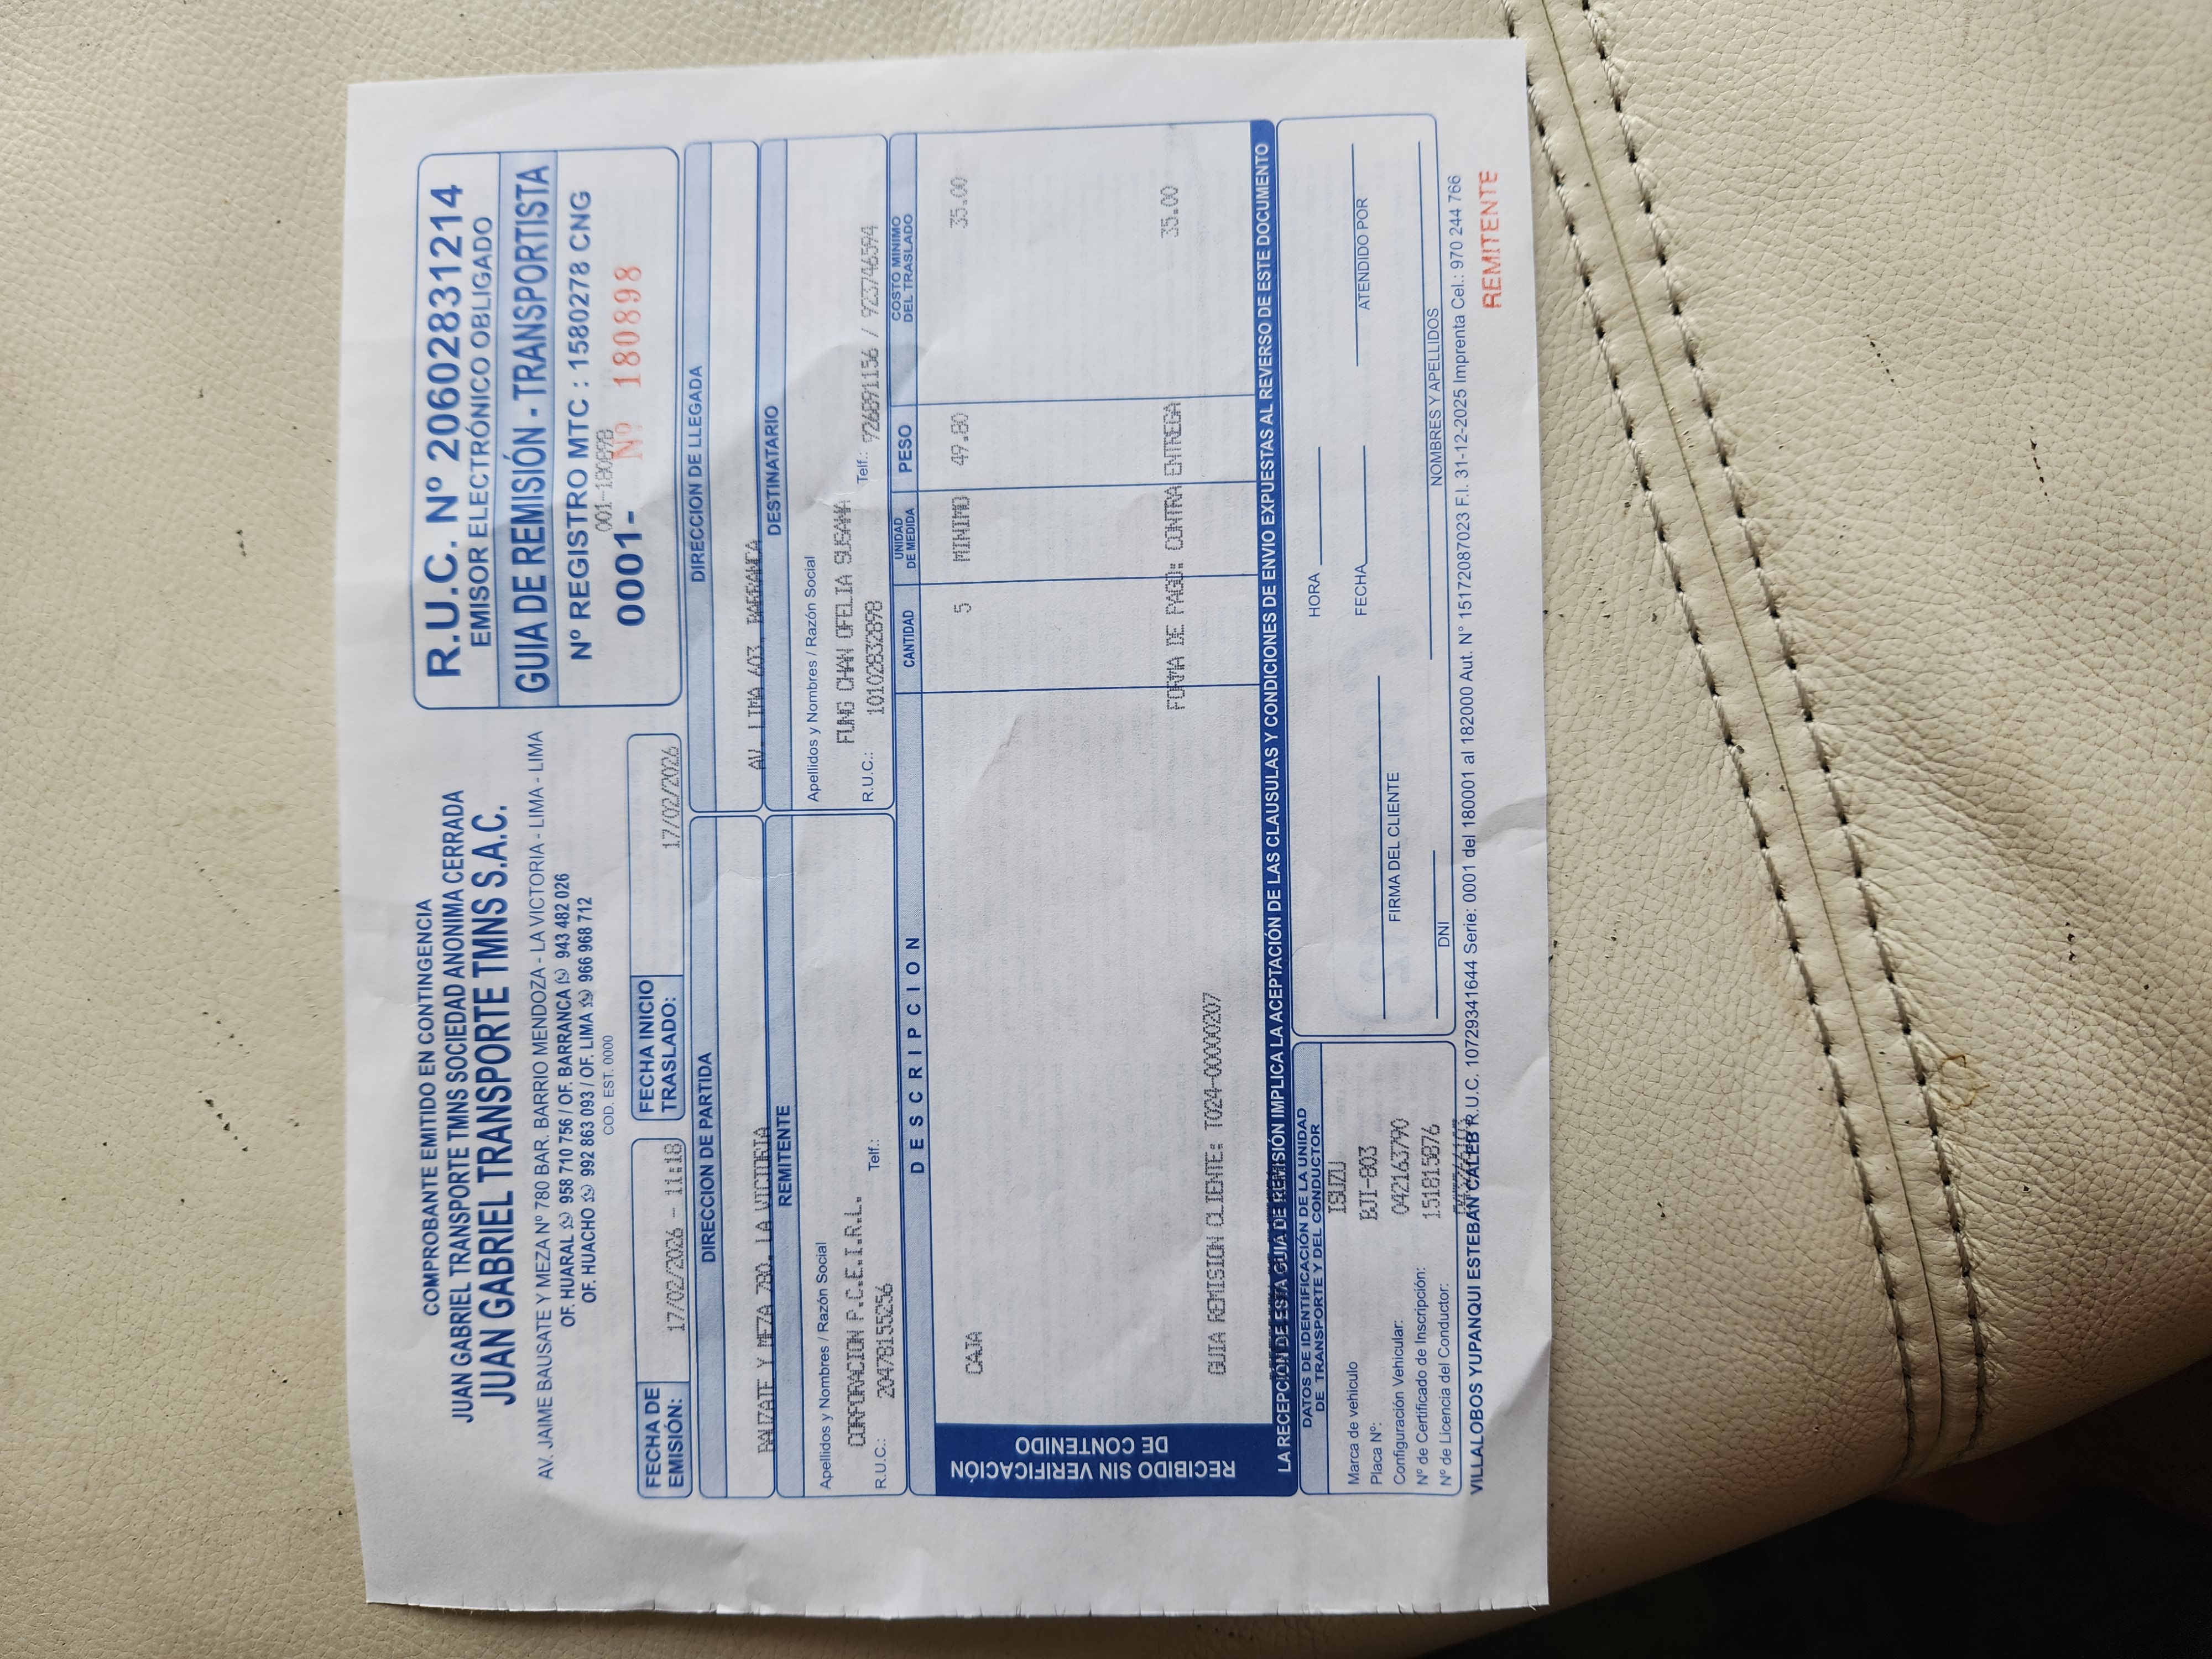 COMPROBANTE EMITIDO EN CONTINGENCIA
JUAN GABRIEL TRANSPORTE TMNS SOCIEDAD ANONIMA CERRADA
JUAN GABRIEL TRANSPORTE TMNS S.A.C.
AV. JAIME BAUSATE Y MEZA Nº 780 BAR. BARRIO MENDOZA - LA VICTORIA - LIMA - LIMA
OF. HUARAL 958 710 756 / OF. BARRANCA 943 482 026
OF. HUACHO 992 863 093 / OF. LIMA 966 968 712
COD. EST. 0000
R.U.C. Nº 20602831214
EMISOR ELECTRÓNICO OBLIGADO
GUIA DE REMISIÓN - TRANSPORTISTA
Nº REGISTRO MTC : 1580278 CNG
001-180898
0001- Nº 180898
FECHA DE EMISIÓN: 17/02/2026 - 11:18
FECHA INICIO TRASLADO: 17/02/2026
DIRECCION DE PARTIDA
BAUZATE Y MEZA 780. LA VICTORIA
DIRECCION DE LLEGADA
AV. LIMA 603, BARRANCA
REMITENTE
Apellidos y Nombres / Razón Social
CORPORACION P.C.E.I.R.L.
R.U.C.: 20478155256 Telf.:
DESTINATARIO
Apellidos y Nombres / Razón Social
FUNG CHAN OFELIA SUSANA
R.U.C.: 10102832898 Telf.: 926891156 / 923746594
DESCRIPCION CANTIDAD UNIDAD DE MEDIDA PESO COSTO MINIMO DEL TRASLADO
CAJA 5 MINIMO 49.80 35.00
FORMA DE PAGO: CONTRA ENTREGA 35.00
GUIA REMISION CLIENTE: T024-00000207
RECIBIDO SIN VERIFICACIÓN
DE CONTENIDO
LA RECEPCION DE ESTA GUIA DE REMISIÓN IMPLICA LA ACEPTACIÓN DE LAS CLAUSULAS Y CONDICIONES DE ENVIO EXPUESTAS AL REVERSO DE ESTE DOCUMENTO
DATOS DE IDENTIFICACIÓN DE LA UNIDAD
DE TRANSPORTE Y DEL CONDUCTOR
Marca de vehiculo ISUZU
Placa Nº: BJI-803
Configuración Vehicular: 042163790
Nº de Certificado de Inscripción: 151815876
Nº de Licencia del Conductor:
FIRMA DEL CLIENTE
DNI
HORA
FECHA
ATENDIDO POR
NOMBRES Y APELLIDOS
VILLALOBOS YUPANQUI ESTEBAN CALEB R.U.C. 10729341644 Serie: 0001 del 180001 al 182000 Aut. N° 15172087023 F.I. 31-12-2025 Imprenta Cel.: 970 244 766
REMITENTE